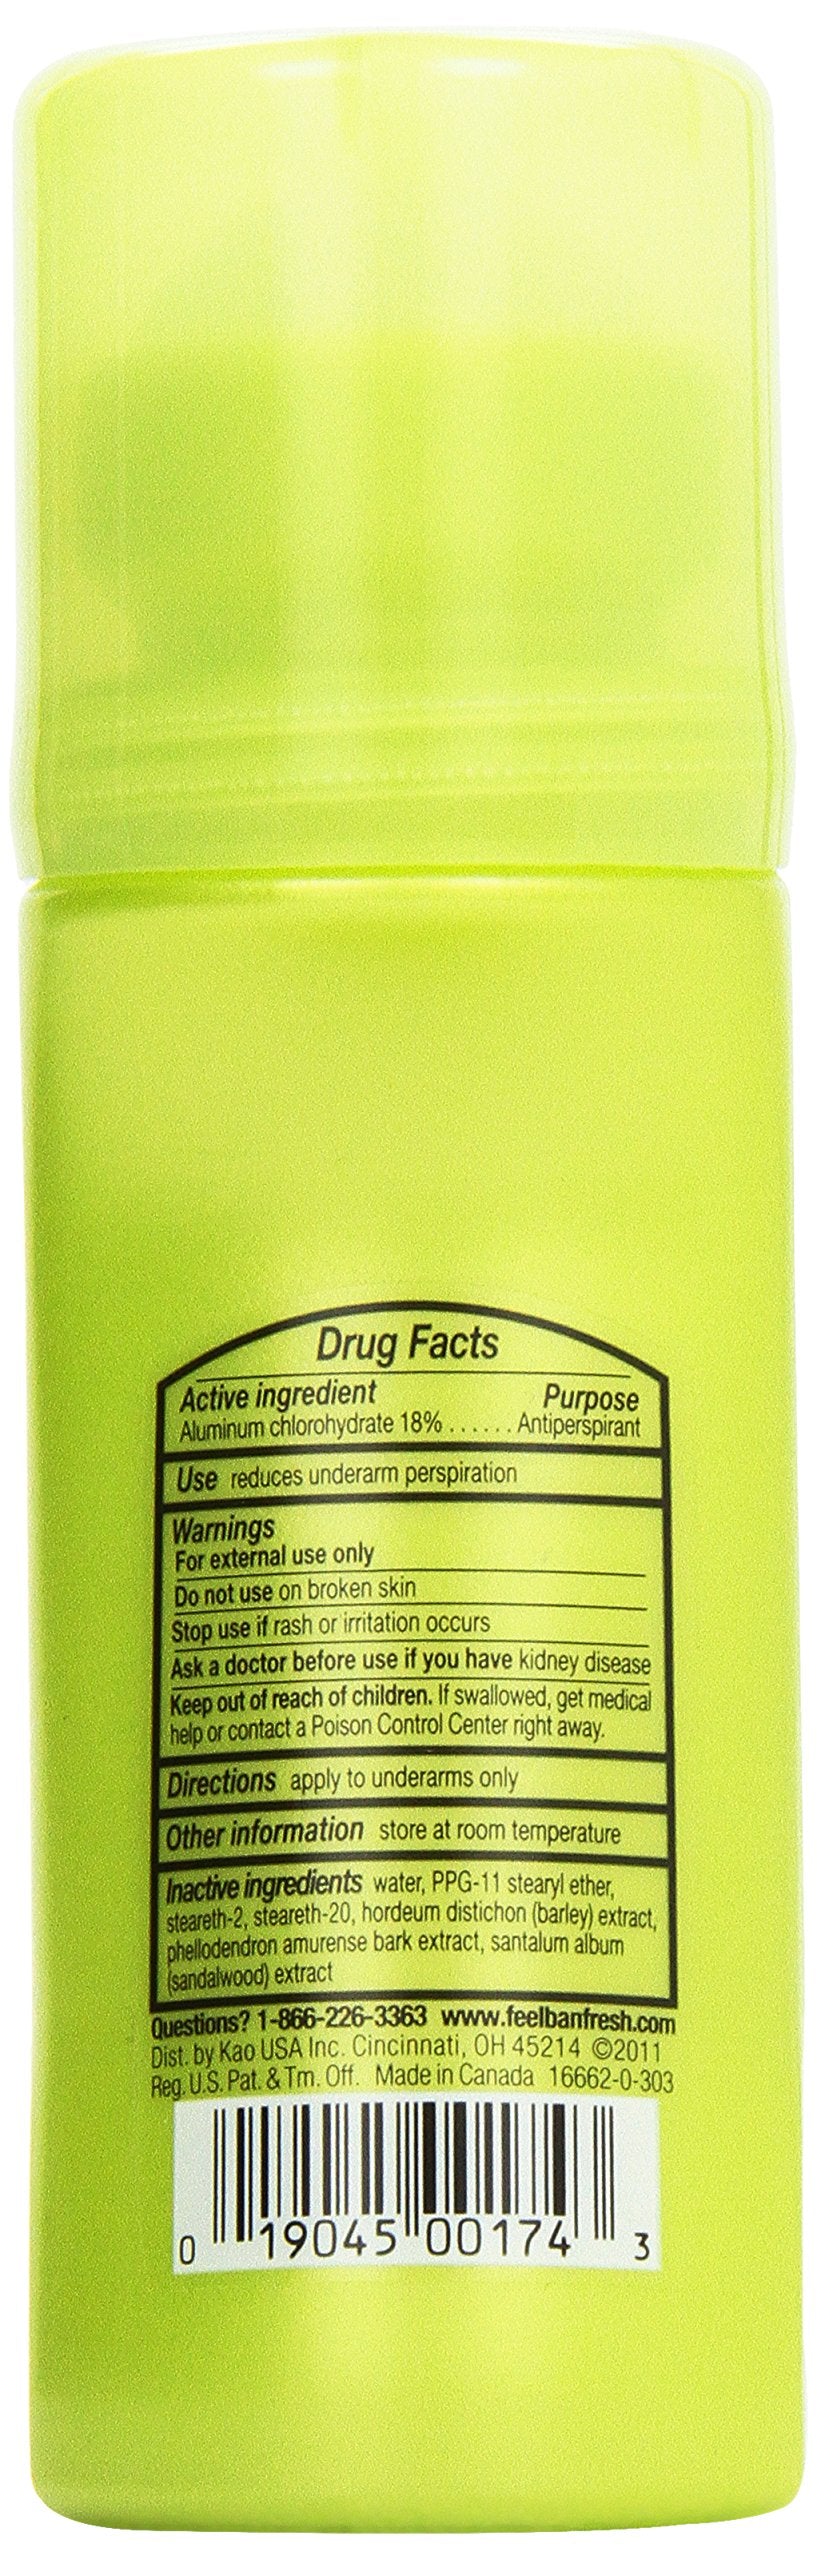 Drug Facts
Active ingredient Purpose
Aluminum chlorohydrate 18% . . . . . . Antiperspirant
Use reduces underarm perspiration
Warnings
For external use only
Do not use on broken skin
Stop use if rash or irritation occurs
Ask a doctor before use if you have kidney disease
Keep out of reach of children. If swallowed, get medical
help or contact a Poison Control Center right away.
Directions apply to underarms only
Other information store at room temperature
Inactive ingredients water, PPG-11 stearyl ether,
steareth-2, steareth-20, hordeum distichon (barley) extract,
phellodendron amurense bark extract, santalum album
(sandalwood) extract
Questions? 1-866-226-3363 www.feelbanfresh.com
Dist. by Kao USA Inc. Cincinnati, OH 45214 ©2011
Reg. U.S. Pat. & Tm. Off. Made in Canada 16662-0-303
0 19045 00174 3